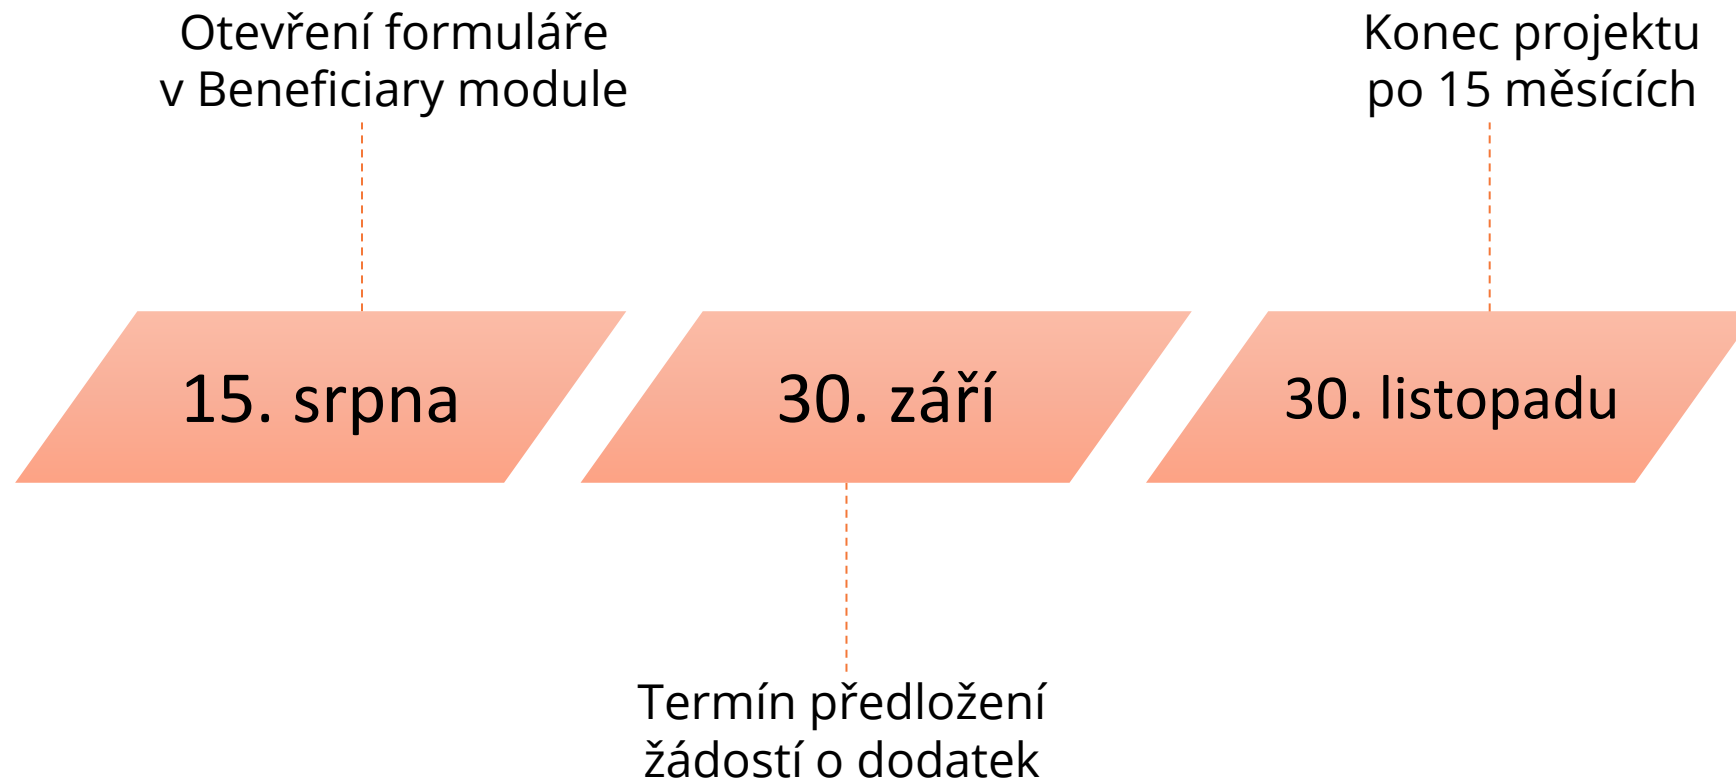 Otevření formuláře
v Beneficiary module
Konec projektu
po 15 měsících
15. srpna
30. září
30. listopadu
Termín předložení
žádostí o dodatek